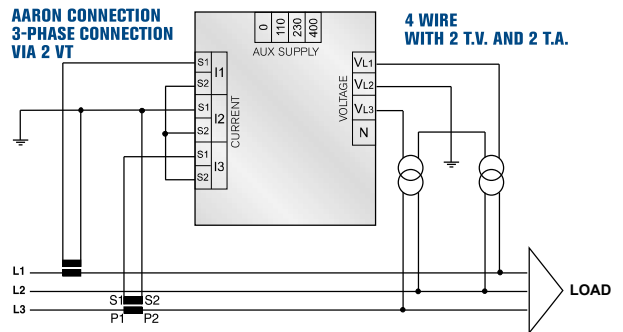 AARON CONNECTION
3-PHASE CONNECTION
VIA 2 VT
4 WIRE
WITH 2 T.V. AND 2 T.A.
0 110 230 400
AUX SUPPLY
S1
S2
I1
S1
S2
I2
S1
S2
I3
CURRENT
VOLTAGE
VL1
VL2
VL3
N
L1
L2
L3
S1 S2
P1 P2
LOAD